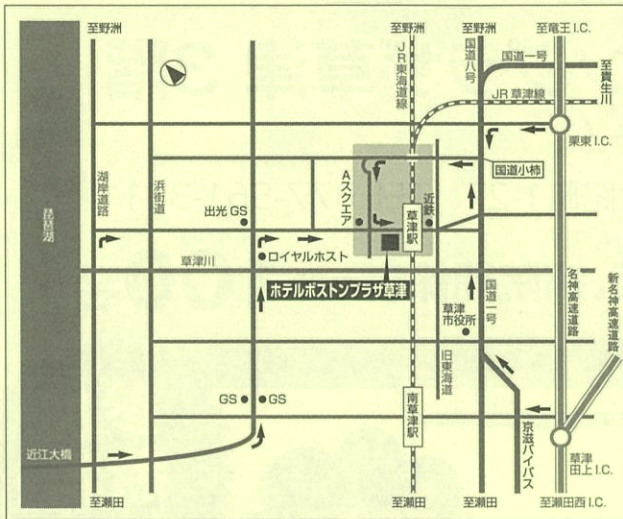 至野洲
至野洲
至野洲
至竜王I.C.
国道一号
至貴生川
JR東海道線
国道八号
JR草津線
栗東I.C.
国道小柿
湖岸道路
浜街道
琵琶湖
出光GS
Aスクエア
草津駅
近鉄
ロイヤルホスト
草津川
ホテルボストンプラザ草津
国道一号
名神高速道路
新名神高速道路
草津市役所
旧東海道
GS
GS
南草津駅
京滋バイパス
近江大橋
草津田上I.C.
至瀬田
至瀬田
至瀬田
至瀬田西I.C.